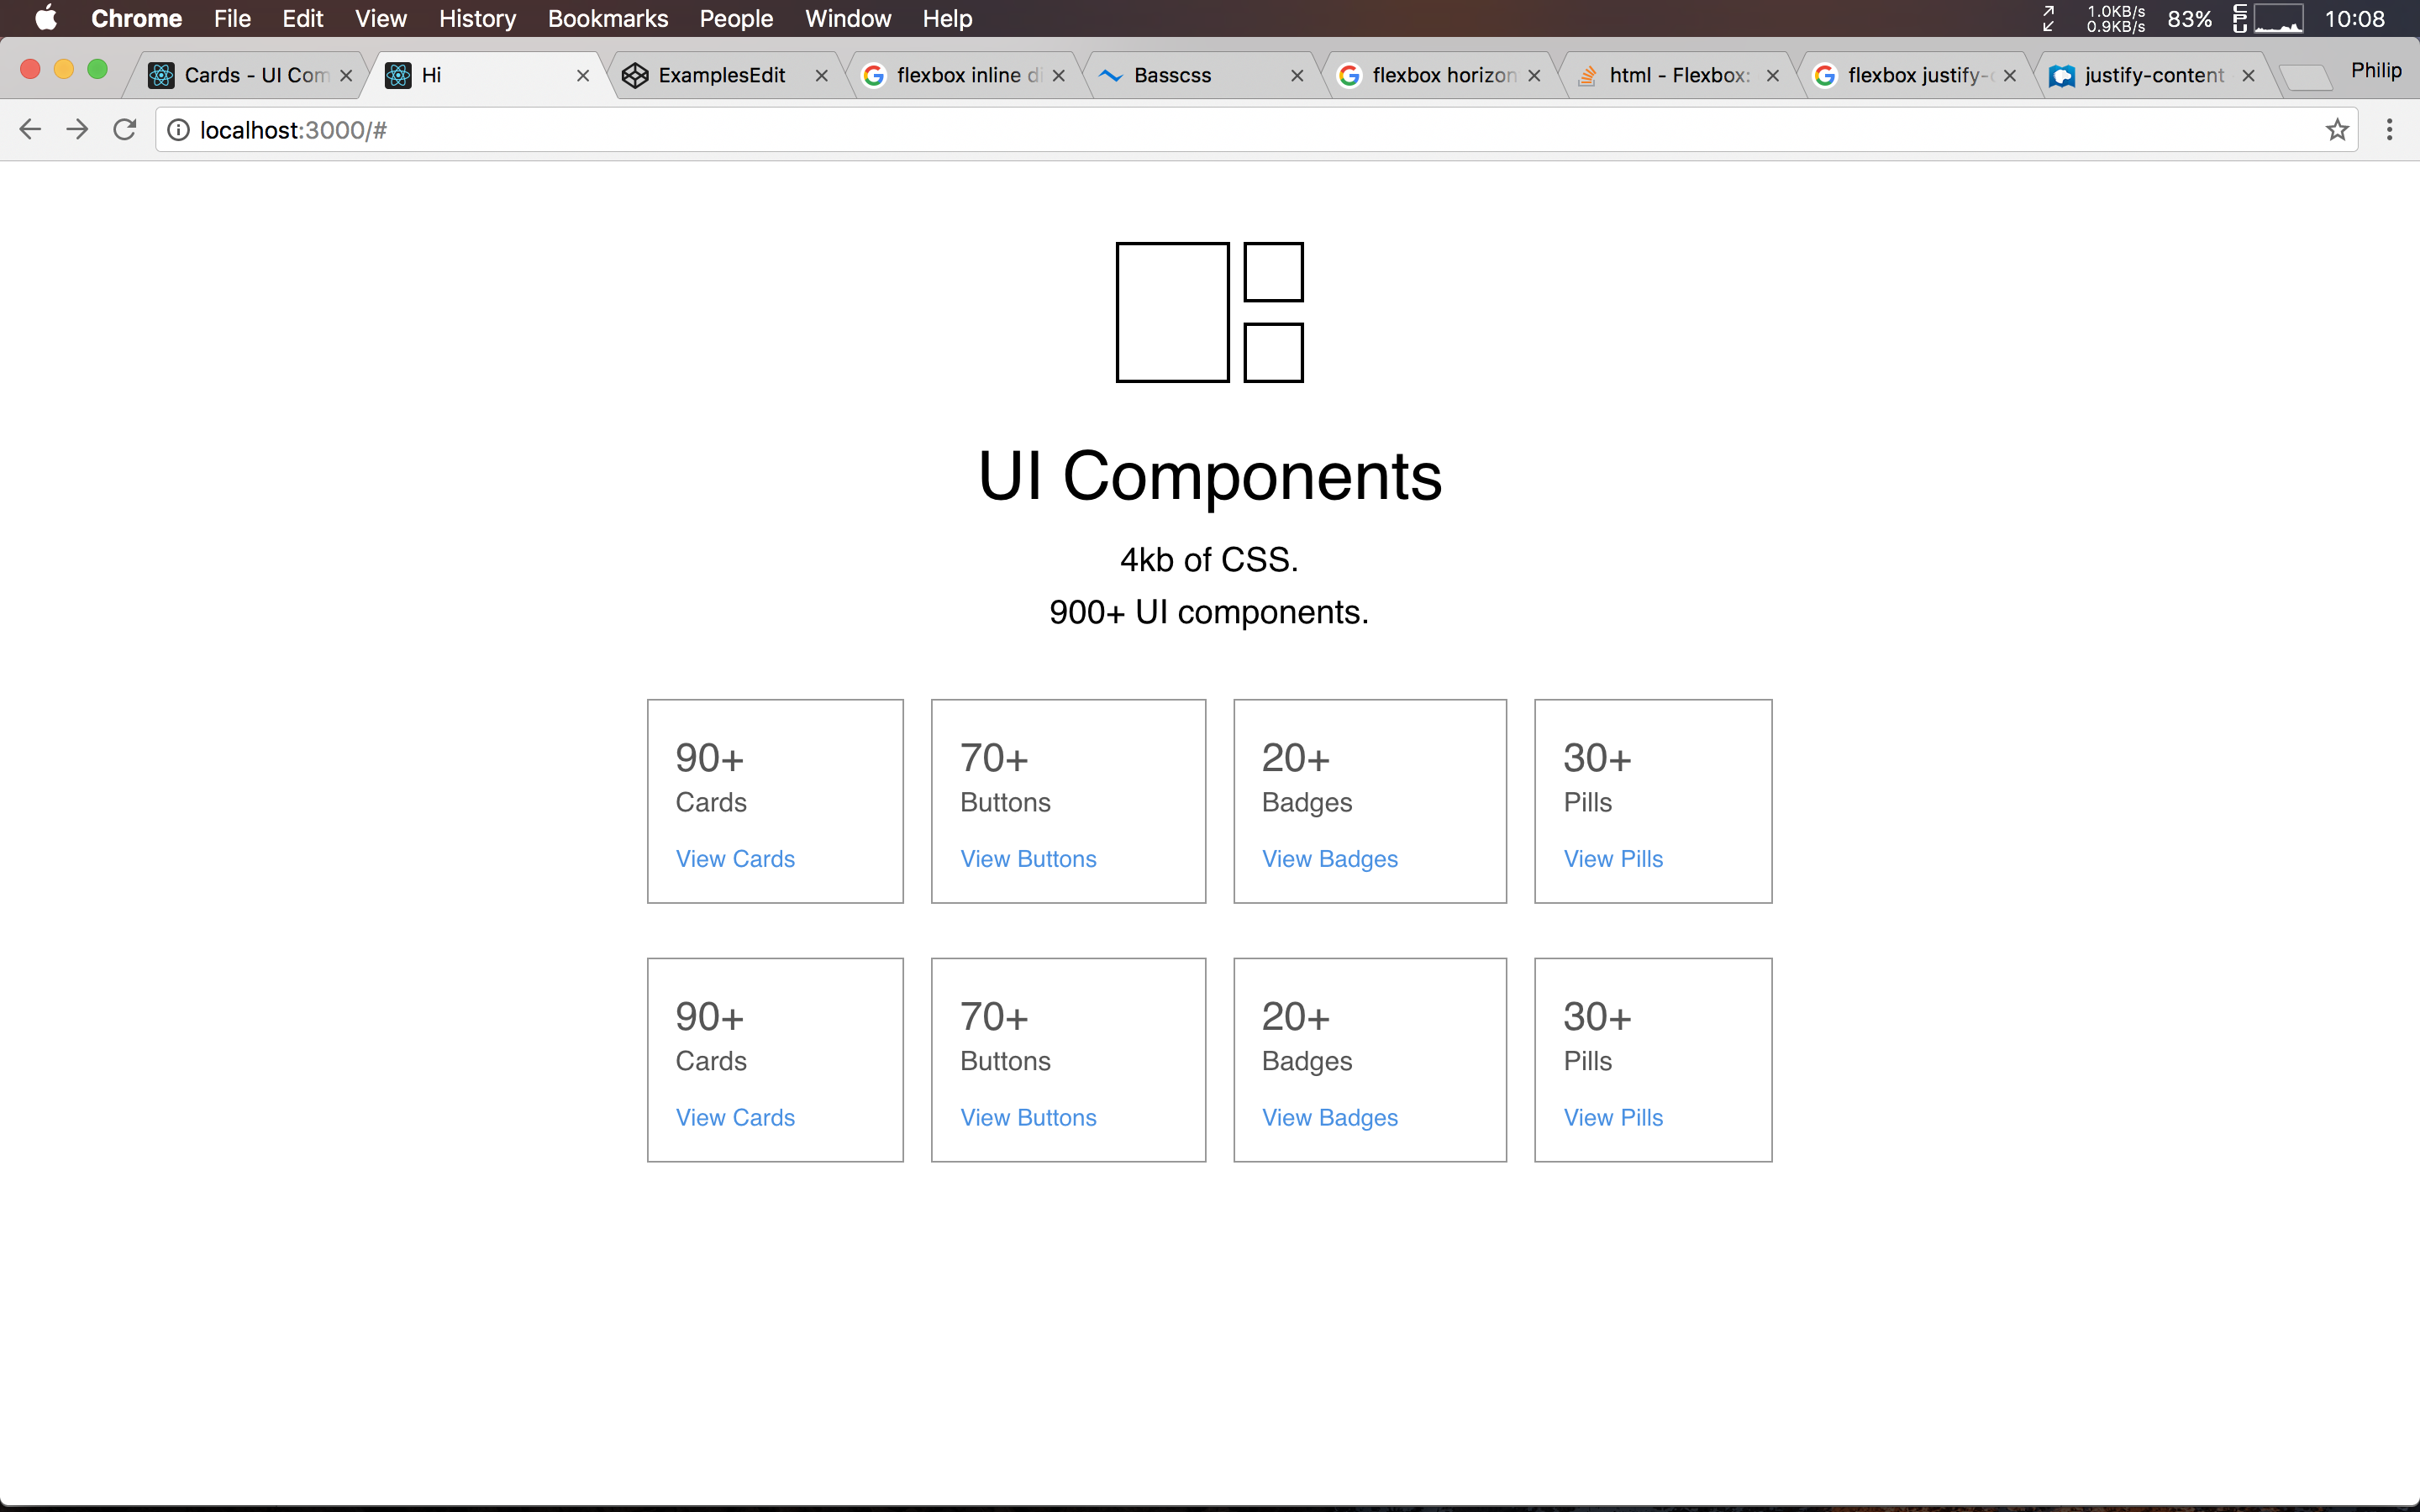 Chrome File Edit View History Bookmarks People Window Help 1.0KB/s 0.9KB/s 83% CPU 10:08
Cards - UI Com Hi ExamplesEdit flexbox inline di Basscss flexbox horizon html - Flexbox: flexbox justify-c justify-content Philip
localhost:3000/#
UI Components
4kb of CSS.
900+ UI components.
90+ 70+ 20+ 30+
Cards Buttons Badges Pills
View Cards View Buttons View Badges View Pills
90+ 70+ 20+ 30+
Cards Buttons Badges Pills
View Cards View Buttons View Badges View Pills